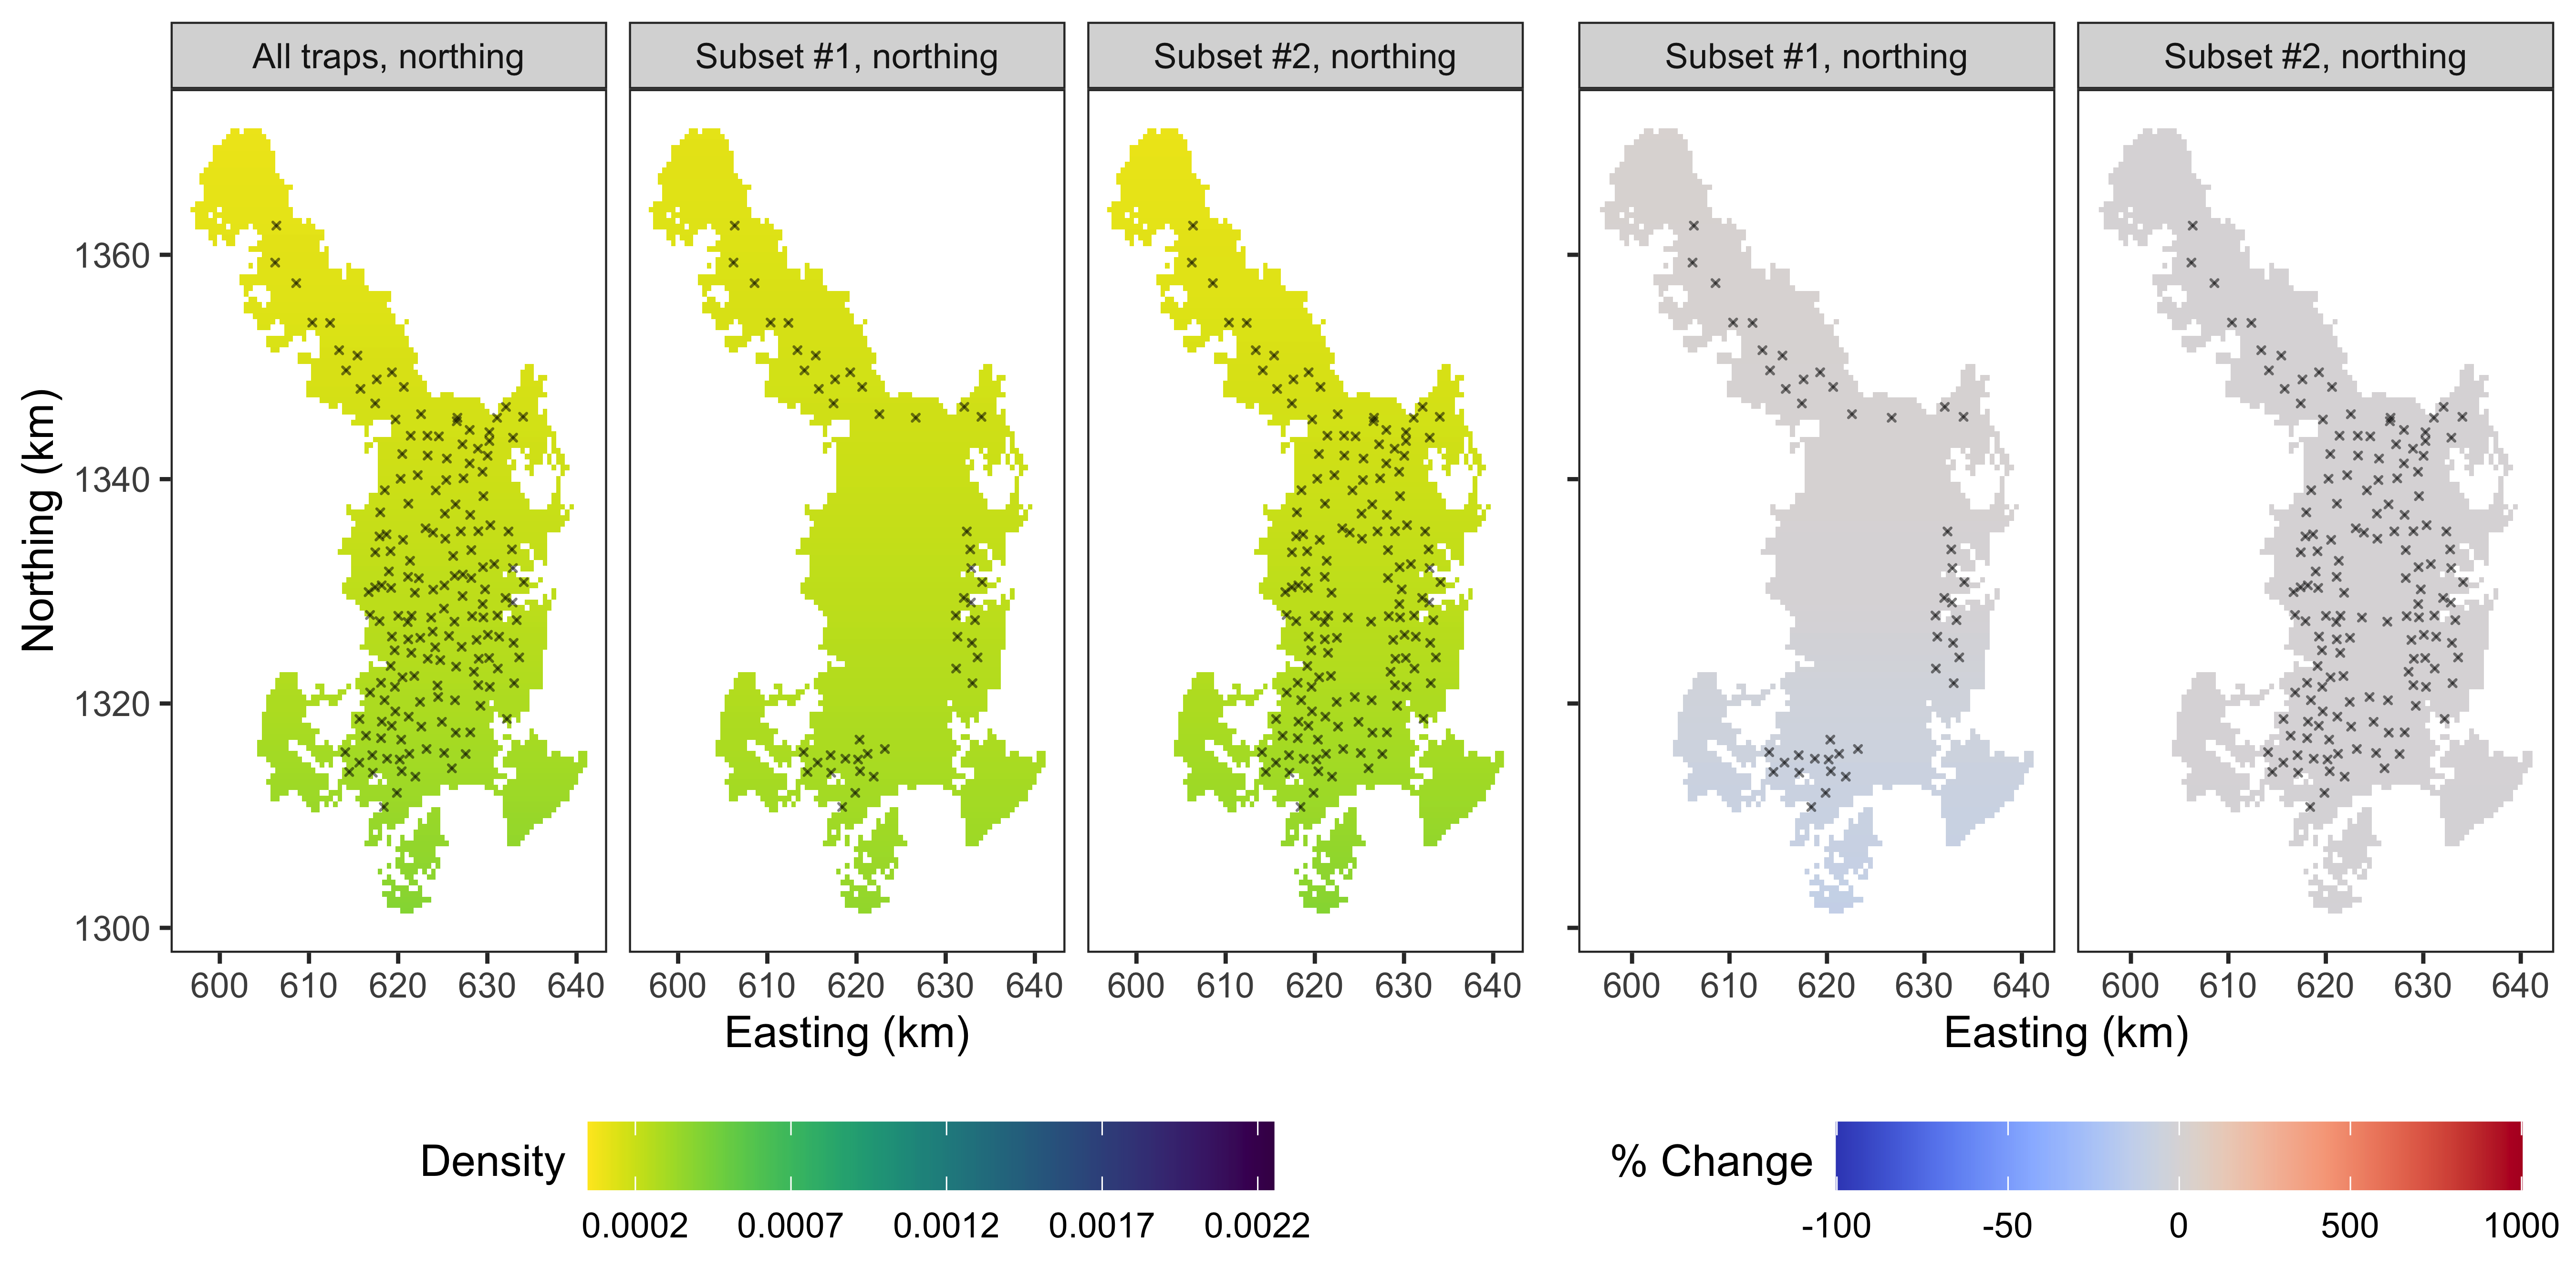 All traps, northing
Subset #1, northing
Subset #2, northing
Subset #1, northing
Subset #2, northing
Northing (km)
1360
1340
1320
1300
600 610 620 630 640
600 610 620 630 640
600 610 620 630 640
600 610 620 630 640
600 610 620 630 640
Easting (km)
Easting (km)
Density
0.0002 0.0007 0.0012 0.0017 0.0022
% Change
-100 -50 0 500 1000